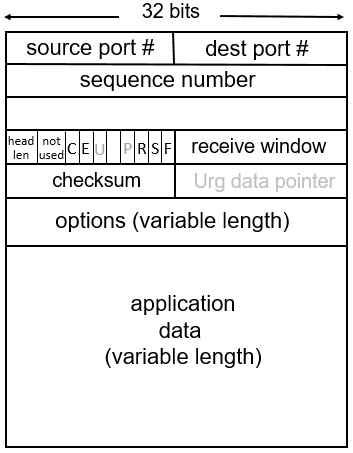 32 bits
source port # dest port #
sequence number
head len not used C E U P R S F receive window
checksum Urg data pointer
options (variable length)
application
data
(variable length)